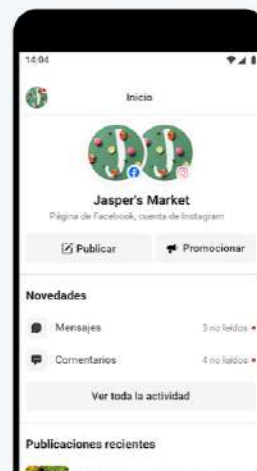 14:04
Inicio
Jasper's Market
Página de Facebook, cuenta de Instagram
Publicar
Promocionar
Novedades
Mensajes
3 no leídos
Comentarios
4 no leídos
Ver toda la actividad
Publicaciones recientes